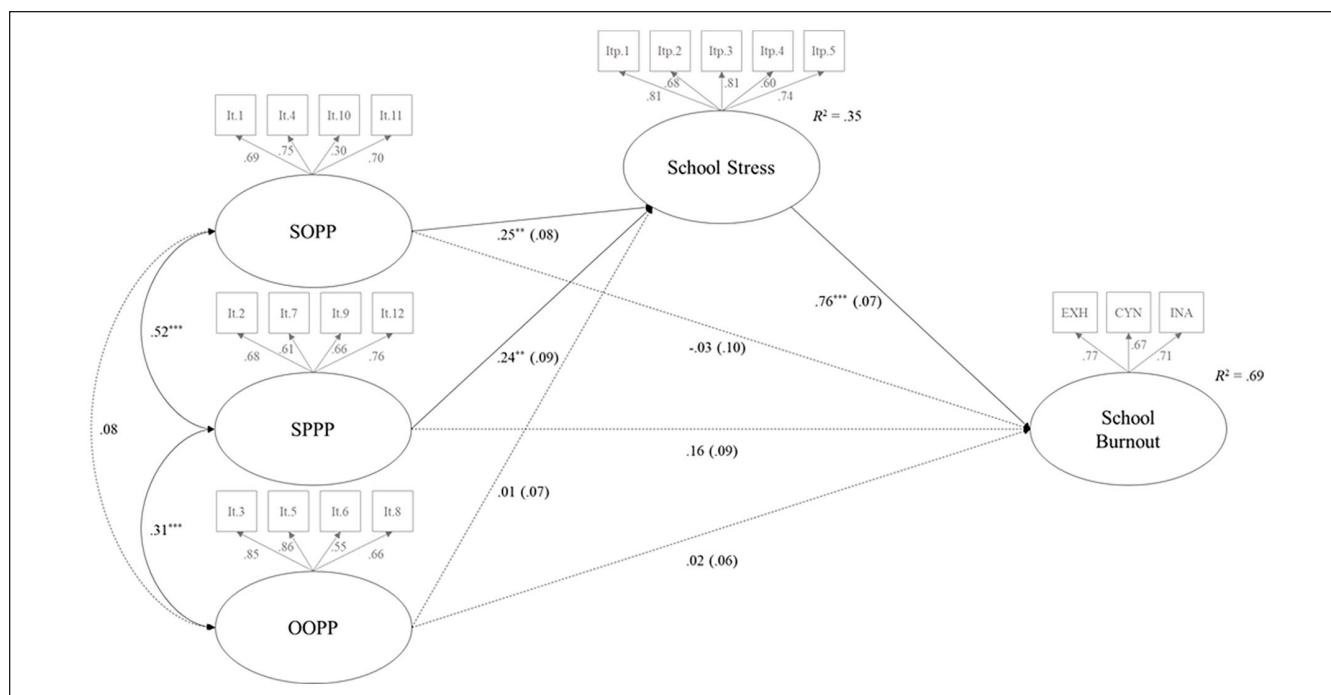 Itp.1 Itp.2 Itp.3 Itp.4 Itp.5
.81 .68 .81 .60 .74
R² = .35
School Stress
It.1 It.4 It.10 It.11
.69 .75 .30 .70
SOPP
.25** (.08)
.76*** (.07)
It.2 It.7 It.9 It.12
.68 .61 .66 .76
.52***
.24** (.09)
-.03 (.10)
EXH CYN INA
.77 .67 .71
R² = .69
.08
SPPP
.16 (.09)
School
Burnout
It.3 It.5 It.6 It.8
.85 .86 .55 .66
.01 (.07)
.31***
.02 (.06)
OOPP